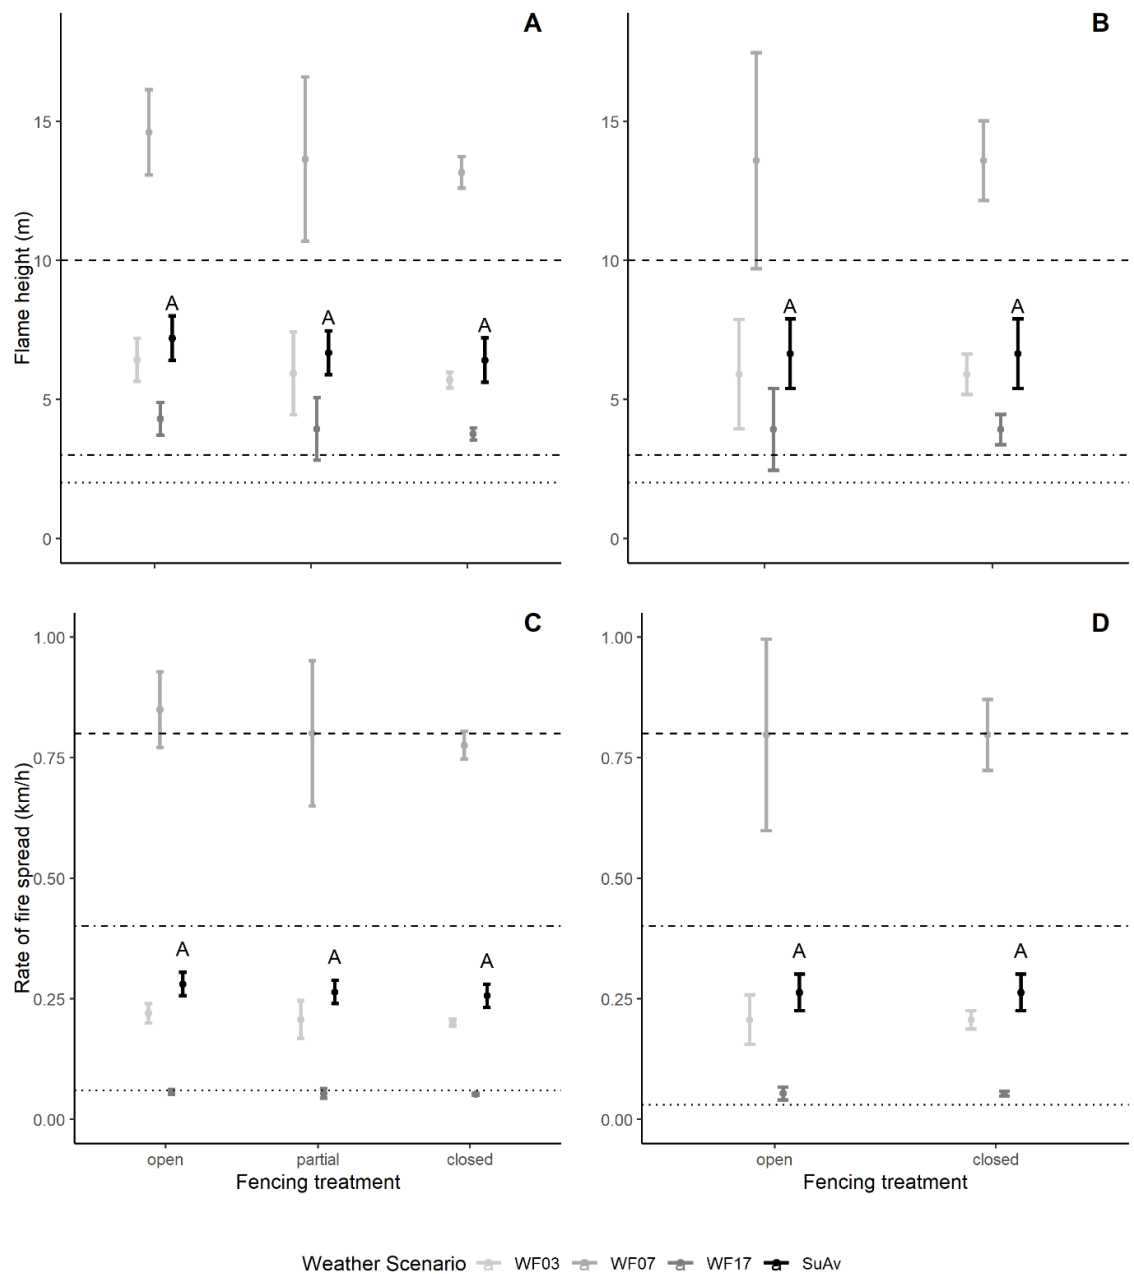 A
B
Flame height (m)
15
10
5
0
15
10
5
0
A
A
A
A
A
C
D
Rate of fire spread (km/h)
1.00
0.75
0.50
0.25
0.00
1.00
0.75
0.50
0.25
0.00
A
A
A
A
A
open partial closed
open closed
Fencing treatment
Fencing treatment
Weather Scenario a WF03 a WF07 a WF17 a SuAv